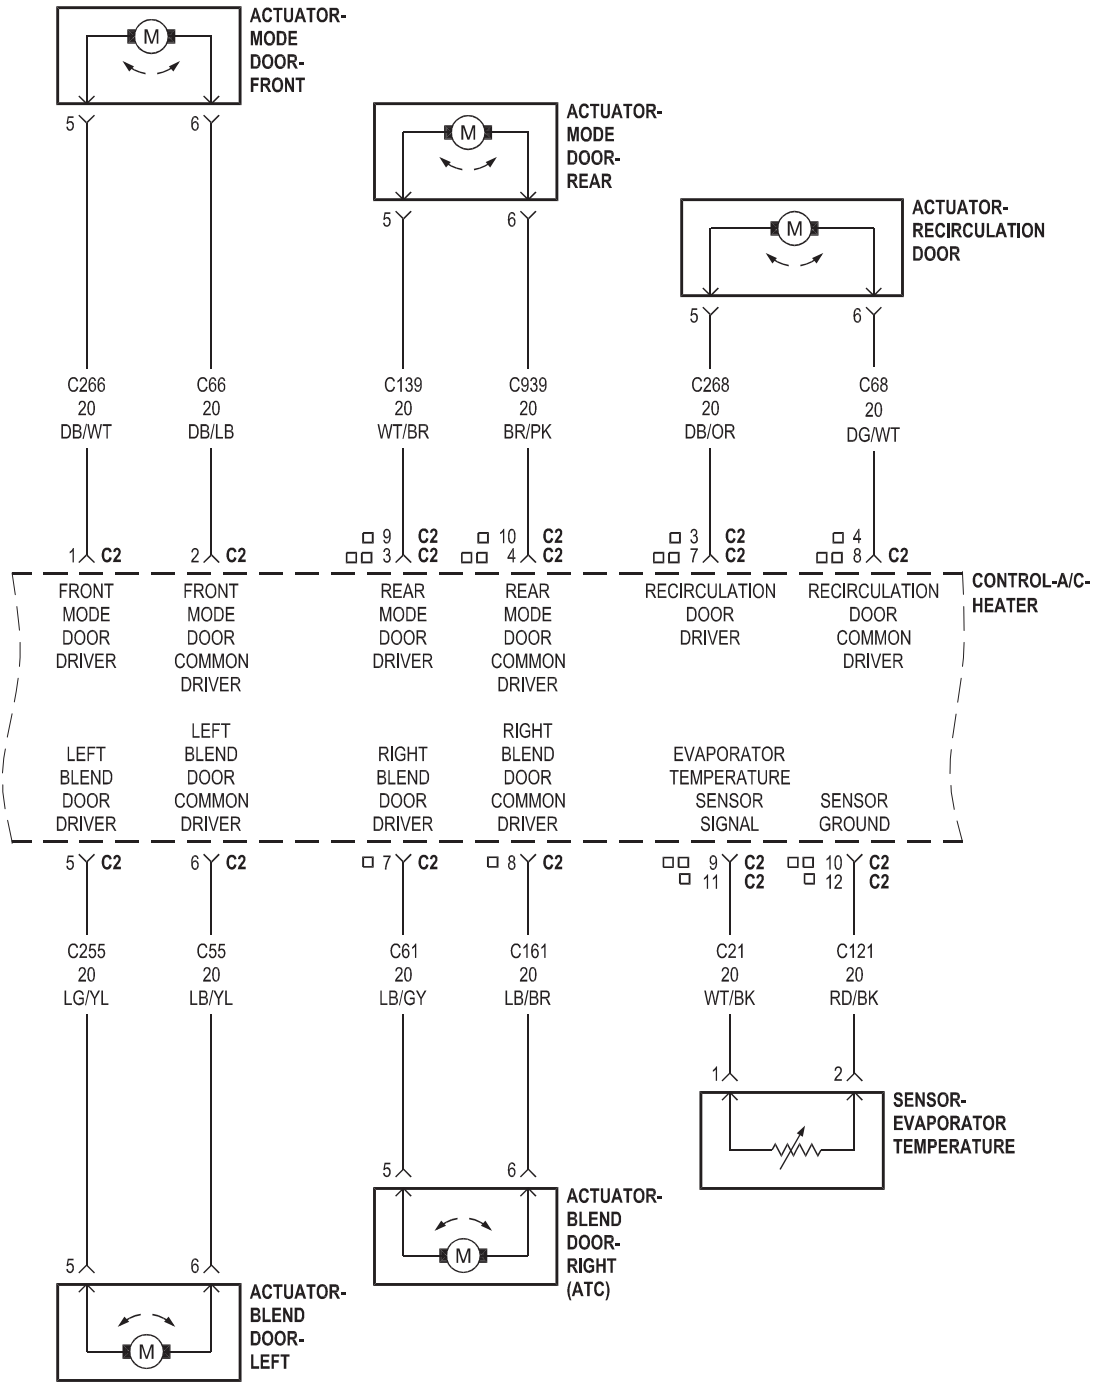 ACTUATOR-
MODE
DOOR-
FRONT
M
5 6
ACTUATOR-
MODE
DOOR-
REAR
M
5 6
ACTUATOR-
RECIRCULATION
DOOR
M
5 6
C266
20
DB/WT
C66
20
DB/LB
C139
20
WT/BR
C939
20
BR/PK
C268
20
DB/OR
C68
20
DG/WT
1 C2
2 C2
□ 9 C2
□□ 3 C2
□ 10 C2
□□ 4 C2
□ 3 C2
□□ 7 C2
□ 4
□□ 8 C2
CONTROL-A/C-
HEATER
FRONT
MODE
DOOR
DRIVER
FRONT
MODE
DOOR
COMMON
DRIVER
REAR
MODE
DOOR
DRIVER
REAR
MODE
DOOR
COMMON
DRIVER
RECIRCULATION
DOOR
DRIVER
RECIRCULATION
DOOR
COMMON
DRIVER
LEFT
BLEND
DOOR
DRIVER
LEFT
BLEND
DOOR
COMMON
DRIVER
RIGHT
BLEND
DOOR
DRIVER
RIGHT
BLEND
DOOR
COMMON
DRIVER
EVAPORATOR
TEMPERATURE
SENSOR
SIGNAL
SENSOR
GROUND
5 C2
6 C2
□ 7 C2
□ 8 C2
□□ 9 C2
□ 11 C2
□□ 10 C2
□ 12 C2
C255
20
LG/YL
C55
20
LB/YL
C61
20
LB/GY
C161
20
LB/BR
C21
20
WT/BK
C121
20
RD/BK
1 2
SENSOR-
EVAPORATOR
TEMPERATURE
5 6
M
ACTUATOR-
BLEND
DOOR-
RIGHT
(ATC)
5 6
M
ACTUATOR-
BLEND
DOOR-
LEFT